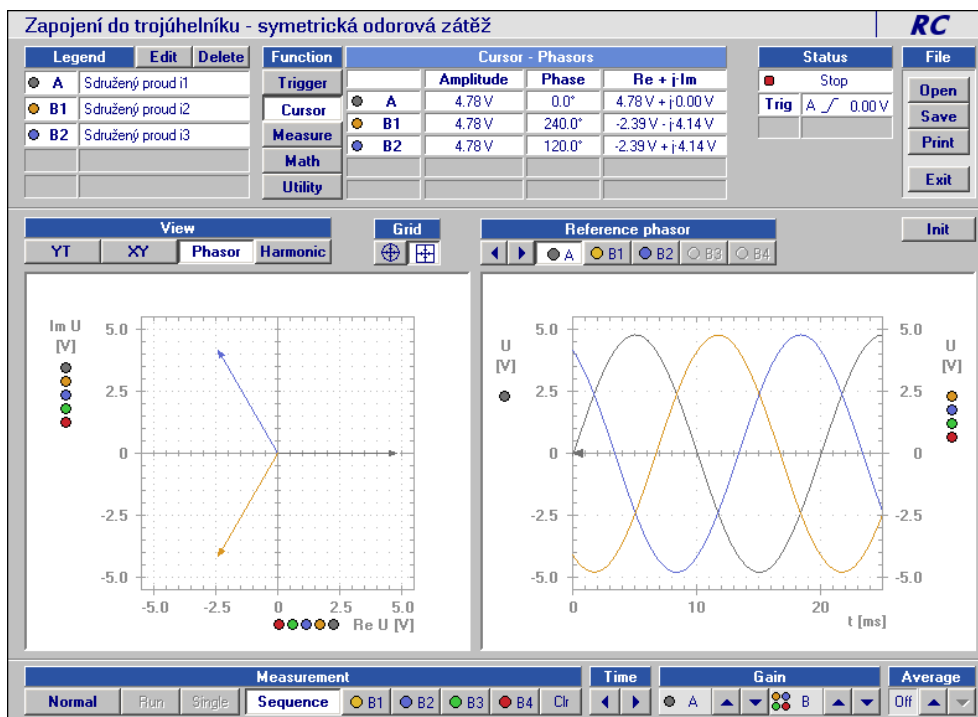 Zapojení do trojúhelníku - symetrická odorová zátěž
RC
Legend Edit Delete
A Sdružený proud i1
B1 Sdružený proud i2
B2 Sdružený proud i3
Function
Trigger
Cursor
Measure
Math
Utility
Cursor - Phasors
Amplitude Phase Re + j·Im
A 4.78 V 0.0° 4.78 V + j·0.00 V
B1 4.78 V 240.0° -2.39 V - j·4.14 V
B2 4.78 V 120.0° -2.39 V + j·4.14 V
Status
Stop
Trig A 0.00 V
File
Open
Save
Print
Exit
View
YT XY Phasor Harmonic
Grid
Reference phasor
A B1 B2 B3 B4
Init
Im U
[V]
5.0
2.5
0
-2.5
-5.0
-5.0 -2.5 0 2.5 5.0
Re U [V]
U
[V]
5.0
2.5
0
-2.5
-5.0
0 10 20
t [ms]
5.0
2.5
0
-2.5
-5.0
U
[V]
Measurement
Normal Run Single Sequence B1 B2 B3 B4 Clr
Time
Gain
A B
Average
Off